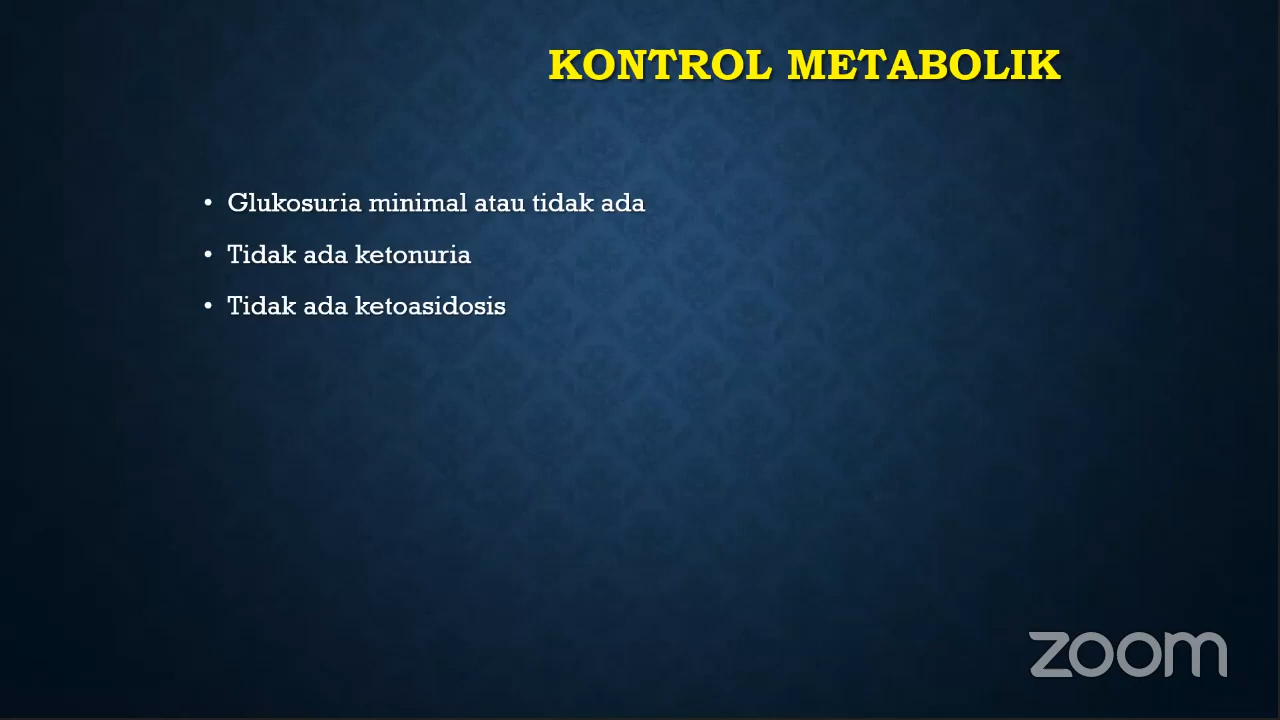 KONTROL METABOLIK
• Glukosuria minimal atau tidak ada
• Tidak ada ketonuria
• Tidak ada ketoasidosis
zoom